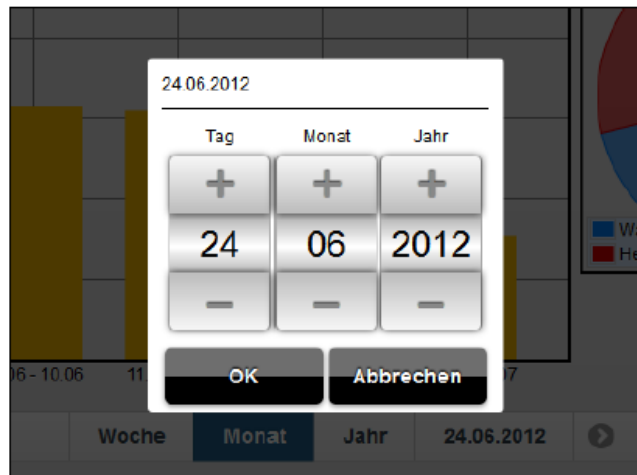 24.06.2012
Tag Monat Jahr
24 06 2012
OK Abbrechen
06 - 10.06 11.
Woche Monat Jahr 24.06.2012